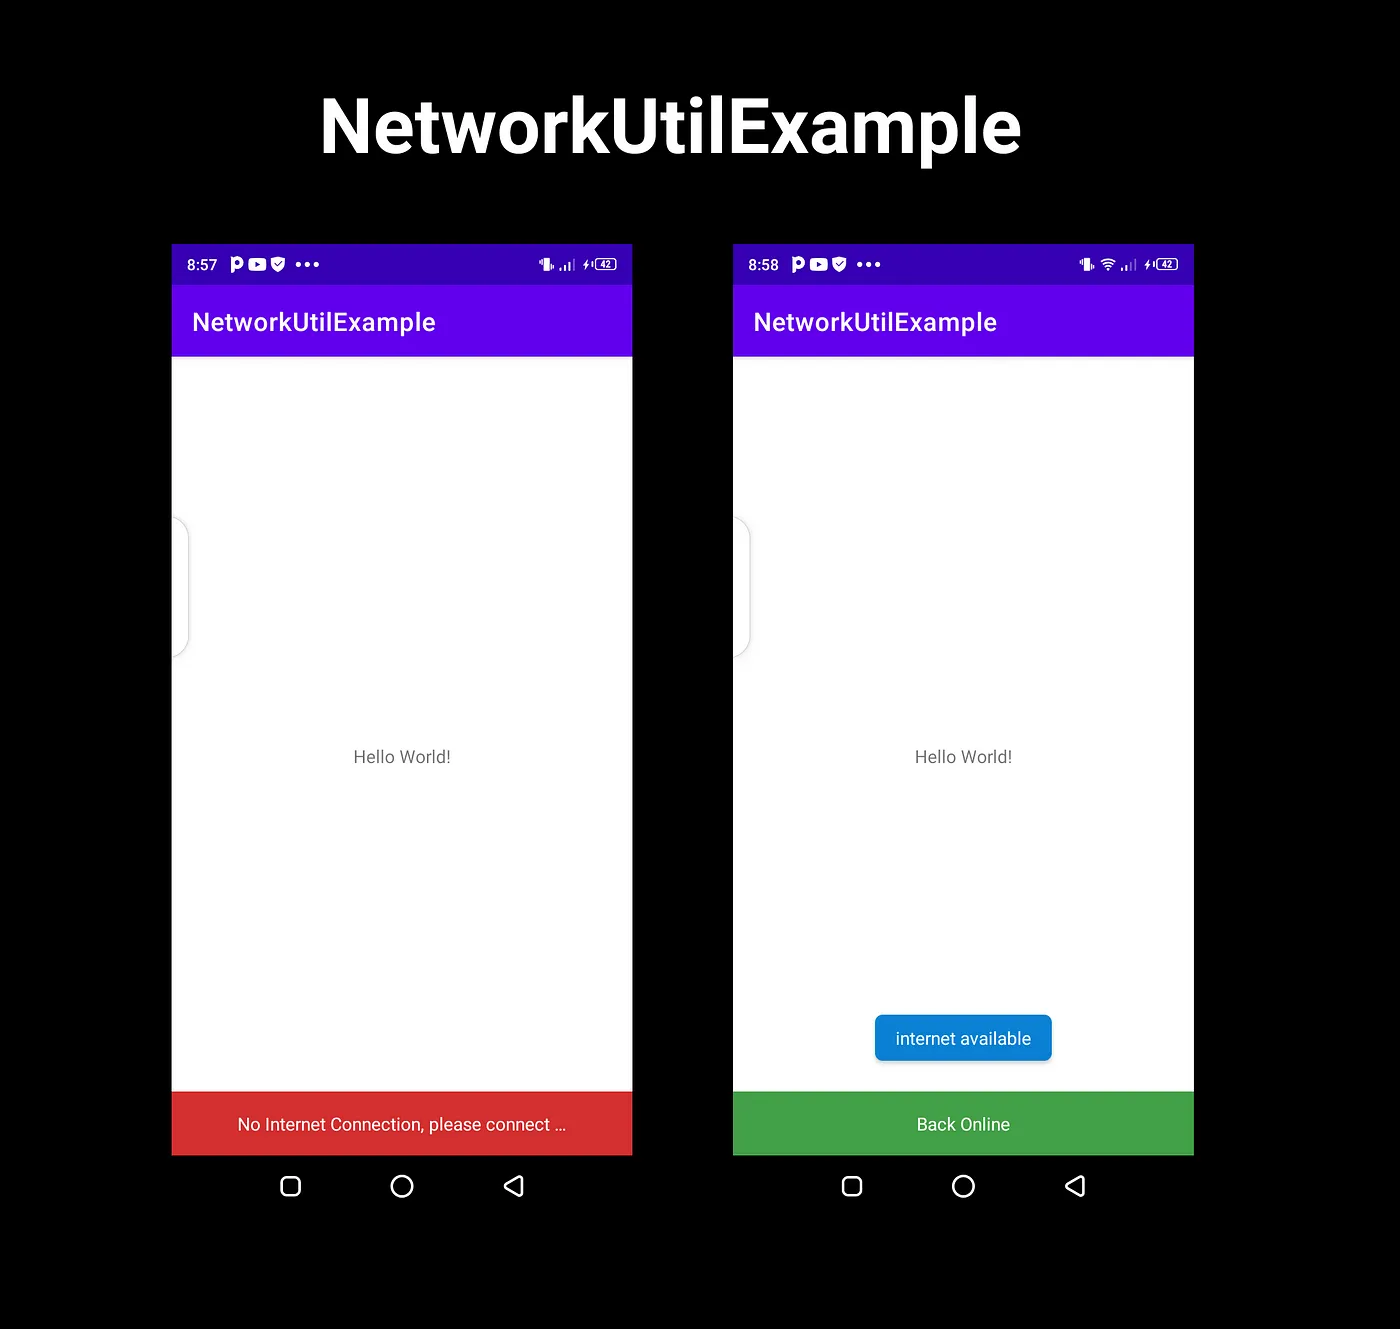 NetworkUtilExample
8:57
42
NetworkUtilExample
Hello World!
No Internet Connection, please connect ...
8:58
42
NetworkUtilExample
Hello World!
internet available
Back Online